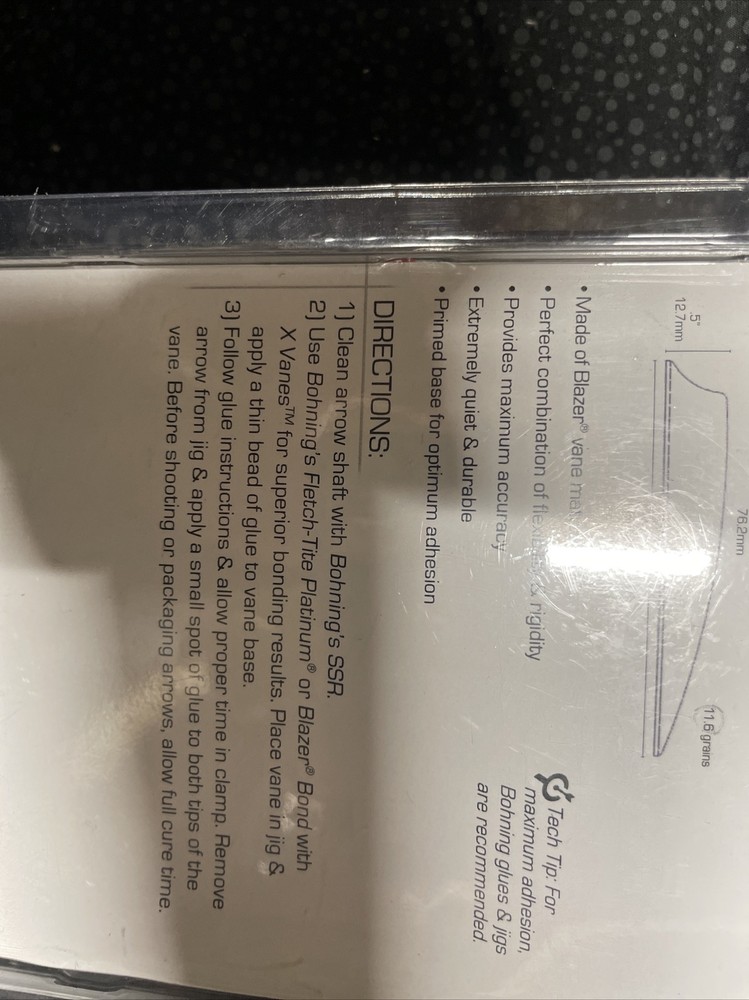 76.2mm
.5"
12.7mm
11.6 grains
• Made of Blazer® vane
• Perfect combination of & rigidity
• Provides maximum accuracy
• Extremely quiet & durable
• Primed base for optimum adhesion
Tech Tip: For
maximum adhesion,
Bohning glues & jigs
are recommended.
DIRECTIONS:
1) Clean arrow shaft with Bohning's SSR.
2) Use Bohning's Fletch-Tite Platinum® or Blazer® Bond with
X Vanes™ for superior bonding results. Place vane in jig &
apply a thin bead of glue to vane base.
3) Follow glue instructions & allow proper time in clamp. Remove
arrow from jig & apply a small spot of glue to both tips of the
vane. Before shooting or packaging arrows, allow full cure time.